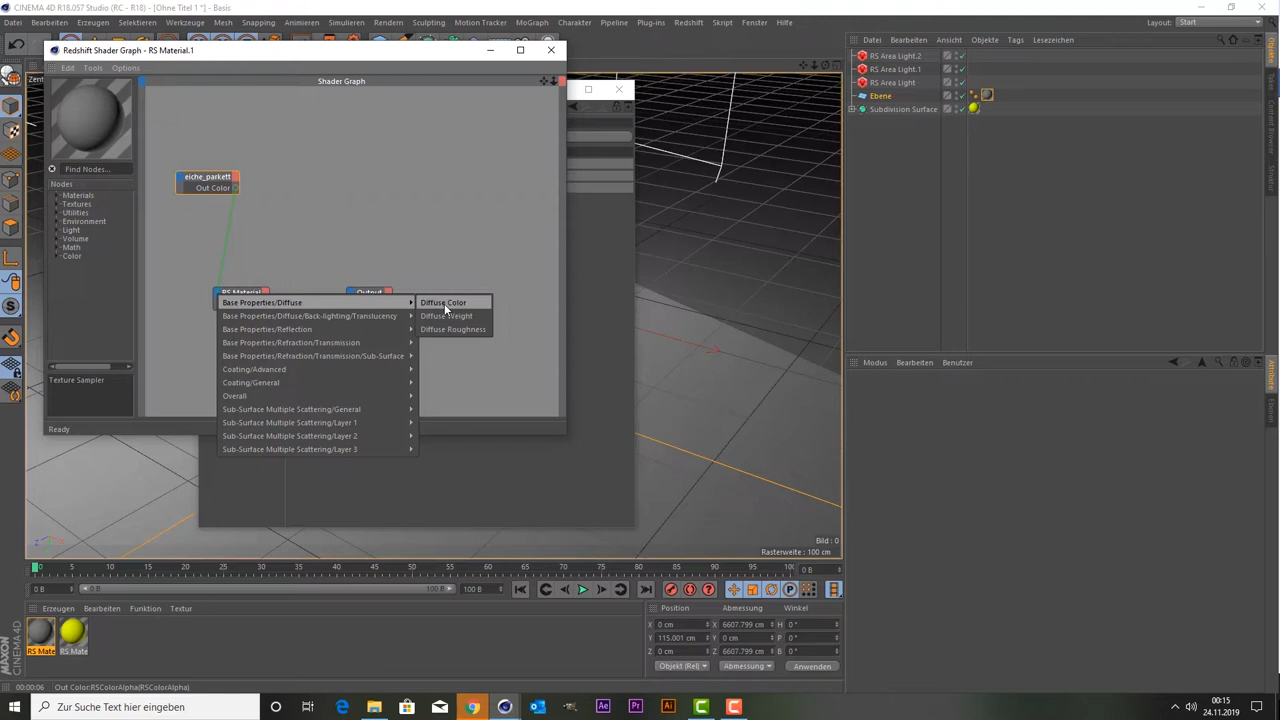 CINEMA 4D R18.057 Studio (RC - R18) - [Ohne Titel 1 *] - Basis
Datei Bearbeiten Erzeugen Selektieren Werkzeuge Mesh Snapping Animieren Simulieren Rendern Sculpting Motion Tracker MoGraph Charakter Pipeline Plug-ins Redshift Skript Fenster Hilfe
Layout: Start
Redshift Shader Graph - RS Material.1
Edit Tools Options
Shader Graph
Find Nodes...
Nodes
Materials
Textures
Utilities
Environment
Light
Volume
Math
Color
Texture Sampler
Ready
eiche_parkett
Out Color
RS Material
Output
Base Properties/Diffuse
Base Properties/Diffuse/Back-lighting/Translucency
Base Properties/Reflection
Base Properties/Refraction/Transmission
Base Properties/Refraction/Transmission/Sub-Surface
Coating/Advanced
Coating/General
Overall
Sub-Surface Multiple Scattering/General
Sub-Surface Multiple Scattering/Layer 1
Sub-Surface Multiple Scattering/Layer 2
Sub-Surface Multiple Scattering/Layer 3
Diffuse Color
Diffuse Weight
Diffuse Roughness
Bild : 0
Rasterweite : 100 cm
Datei Bearbeiten Ansicht Objekte Tags Lesezeichen
RS Area Light.2
RS Area Light.1
RS Area Light
Ebene
Subdivision Surface
Modus Bearbeiten Benutzer
Objekte
Content Browser
Struktur
Attribute
Ebenen
0 5 10 15 20 25 30 35 40 45 50 55 60 65 70 75 80 85 90 95 100
0 B
0 B
0 B
100 B
100 B
Erzeugen Bearbeiten Funktion Textur
RS Mate
RS Mate
MAXON CINEMA 4D
Position Abmessung Winkel
X 0 cm X 6607.799 cm H 0 °
Y 115.001 cm Y 0 cm P 0 °
Z 0 cm Z 6607.799 cm B 0 °
Objekt (Rel) Abmessung Anwenden
00:00:06 Out Color:RSColorAlpha(RSColorAlpha)
Zur Suche Text hier eingeben
00:15
24.11.2019